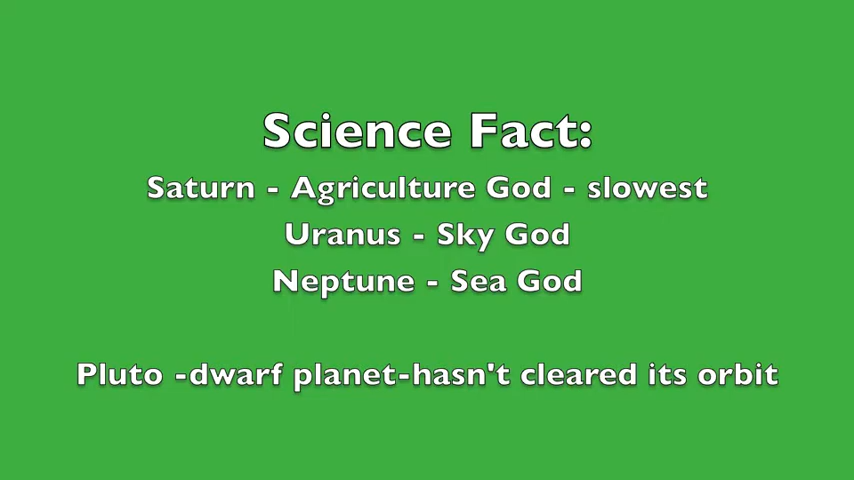 Science Fact:
Saturn - Agriculture God - slowest
Uranus - Sky God
Neptune - Sea God
Pluto -dwarf planet-hasn't cleared its orbit